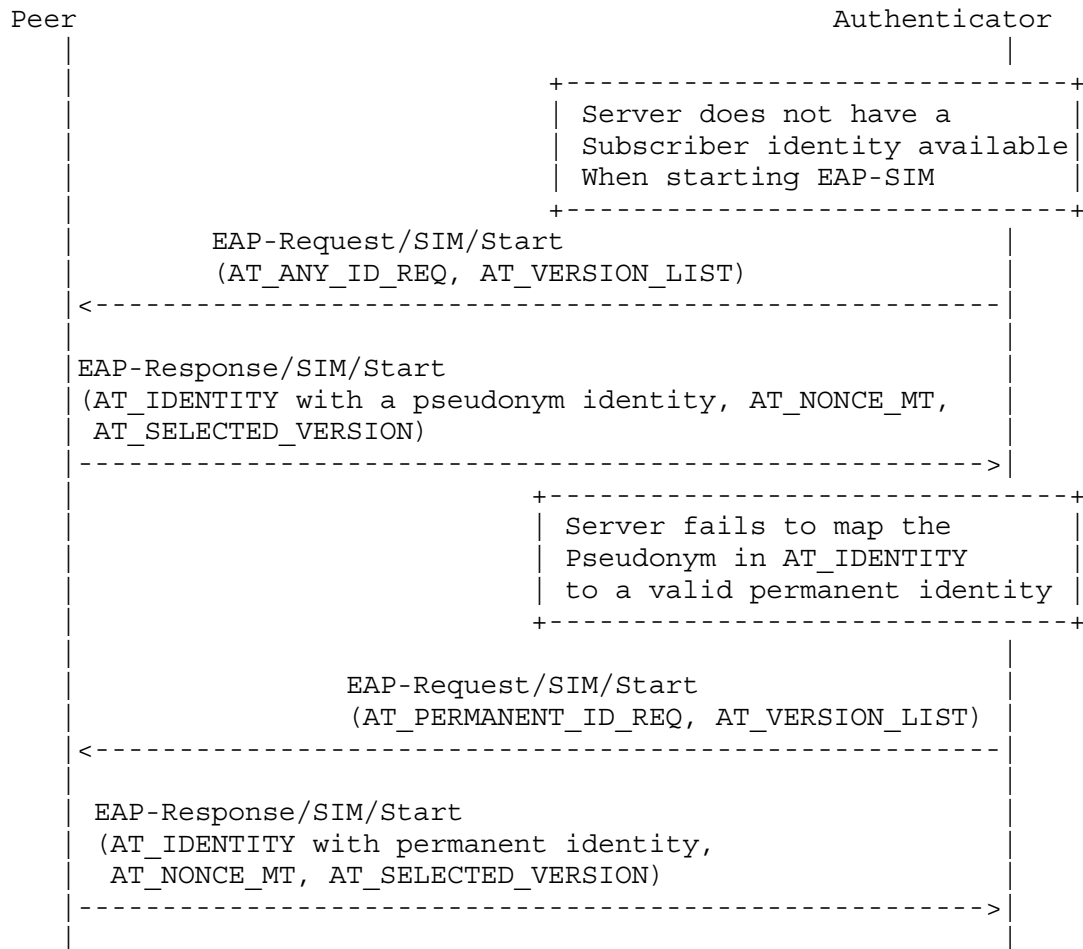 Peer Authenticator
Server does not have a
Subscriber identity available
When starting EAP-SIM
EAP-Request/SIM/Start
(AT_ANY_ID_REQ, AT_VERSION_LIST)
EAP-Response/SIM/Start
(AT_IDENTITY with a pseudonym identity, AT_NONCE_MT,
AT_SELECTED_VERSION)
Server fails to map the
Pseudonym in AT_IDENTITY
to a valid permanent identity
EAP-Request/SIM/Start
(AT_PERMANENT_ID_REQ, AT_VERSION_LIST)
EAP-Response/SIM/Start
(AT_IDENTITY with permanent identity,
AT_NONCE_MT, AT_SELECTED_VERSION)